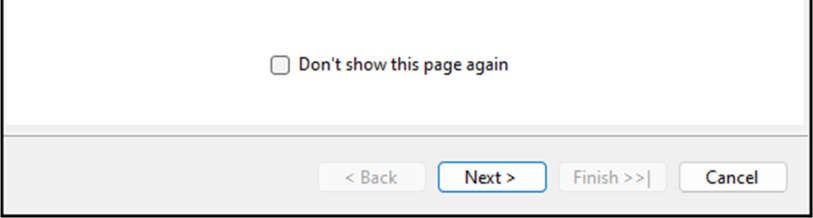 Don't show this page again
< Back Next > Finish >>| Cancel